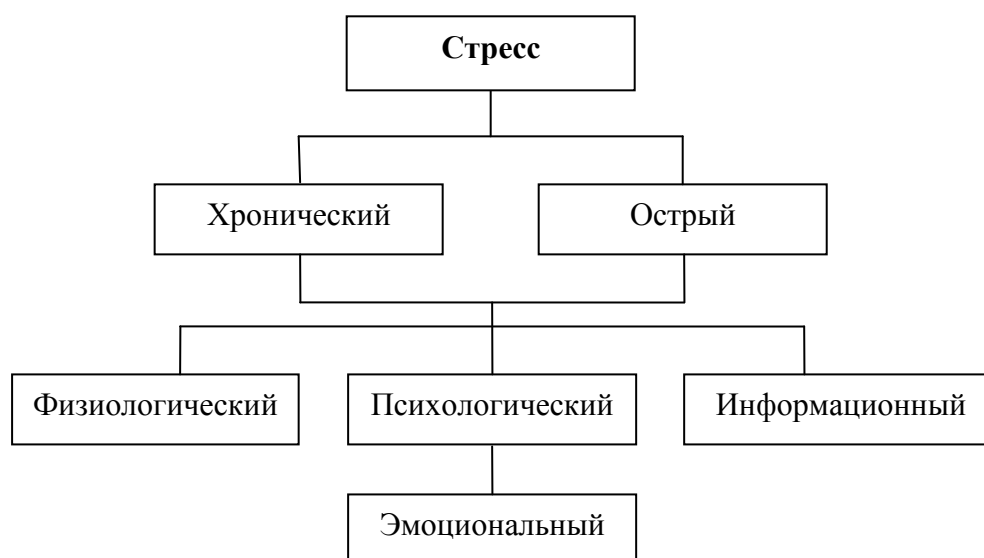 Стресс
Хронический
Острый
Физиологический
Психологический
Информационный
Эмоциональный